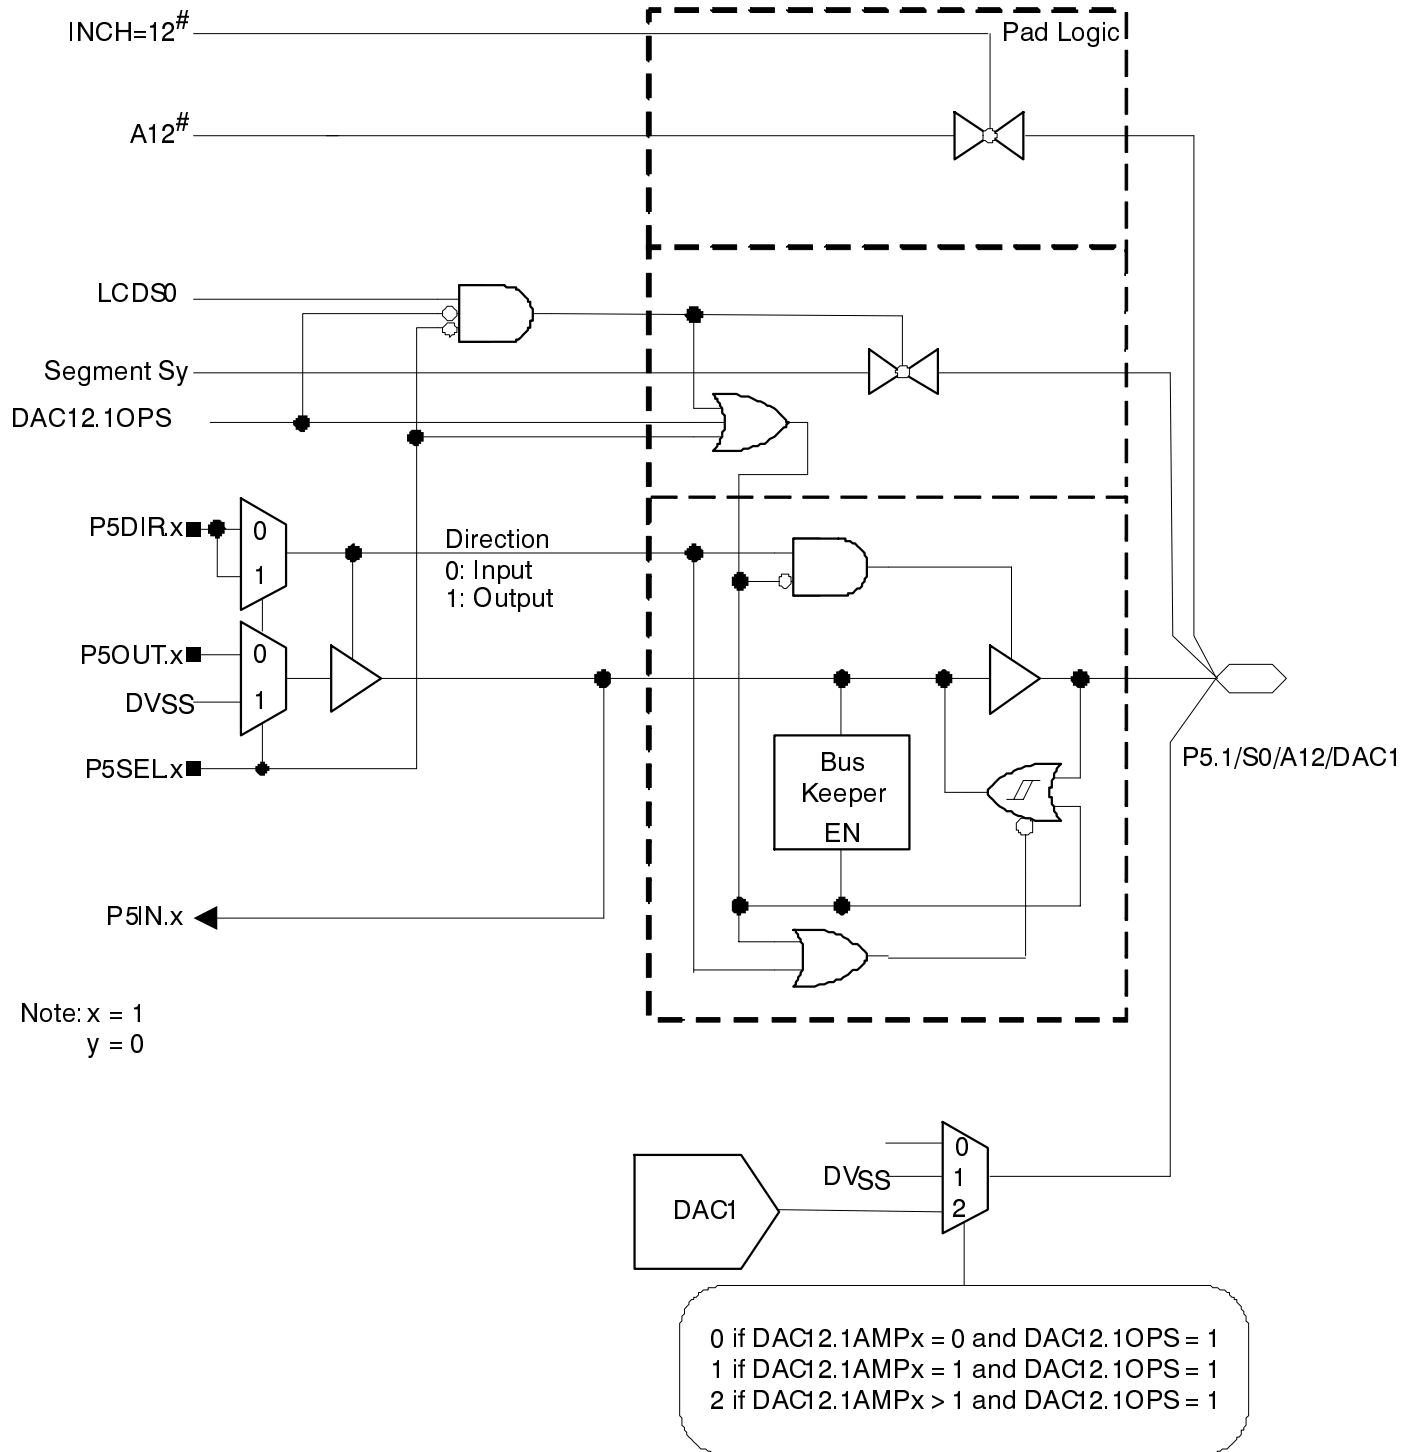 INCH=12#
Pad Logic
A12#
LCDS0
Segment Sy
DAC12.1OPS
P5DIR.x
0
1
Direction
0: Input
1: Output
P5OUT.x
0
DVSS
1
P5SEL.x
Bus
Keeper
EN
P5.1/S0/A12/DAC1
P5IN.x
Note: x = 1
y = 0
0
DVSS
1
2
DAC1
0 if DAC12.1AMPx = 0 and DAC12.1OPS = 1
1 if DAC12.1AMPx = 1 and DAC12.1OPS = 1
2 if DAC12.1AMPx > 1 and DAC12.1OPS = 1